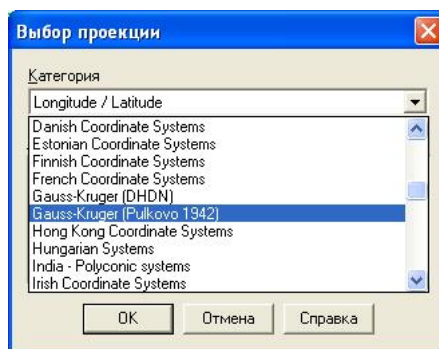 Выбор проекции
Категория
Longitude / Latitude
Danish Coordinate Systems
Estonian Coordinate Systems
Finnish Coordinate Systems
French Coordinate Systems
Gauss-Kruger (DHDN)
Gauss-Kruger (Pulkovo 1942)
Hong Kong Coordinate Systems
Hungarian Systems
India - Polyconic systems
Irish Coordinate Systems
OK
Отмена
Справка